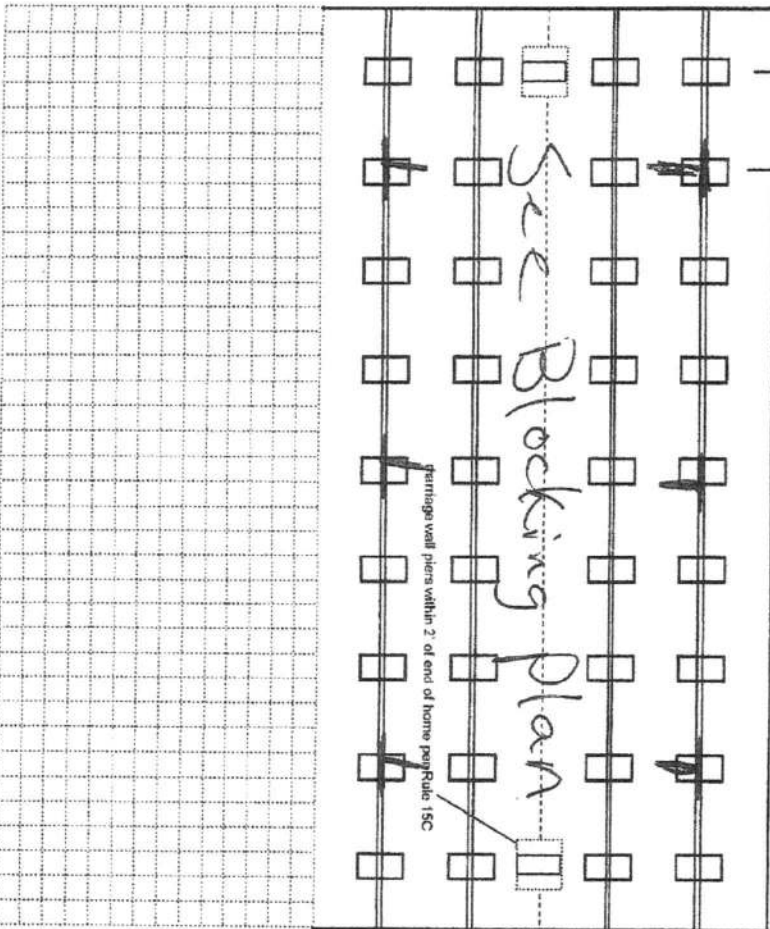 See Blocking plan
marriage wall piers within 2' of end of home per Rule 15C